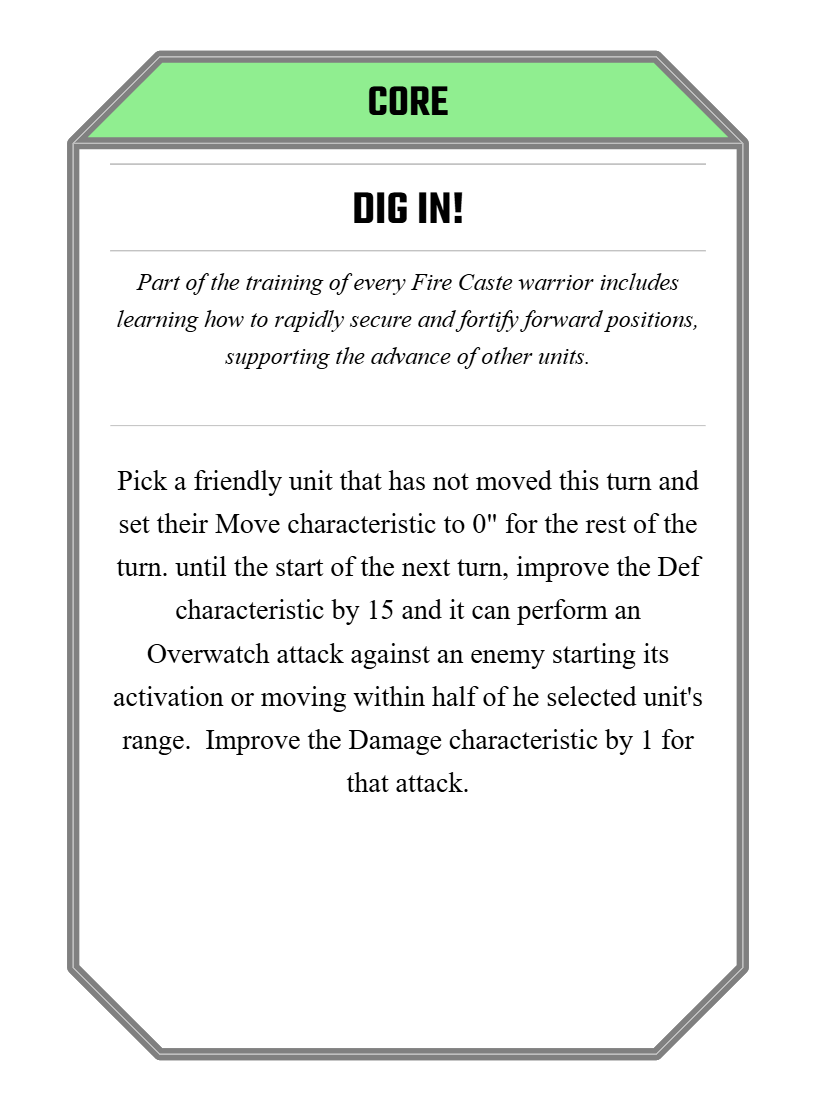 CORE
DIG IN!
Part of the training of every Fire Caste warrior includes
learning how to rapidly secure and fortify forward positions,
supporting the advance of other units.
Pick a friendly unit that has not moved this turn and
set their Move characteristic to 0" for the rest of the
turn. until the start of the next turn, improve the Def
characteristic by 15 and it can perform an
Overwatch attack against an enemy starting its
activation or moving within half of he selected unit's
range.  Improve the Damage characteristic by 1 for
that attack.